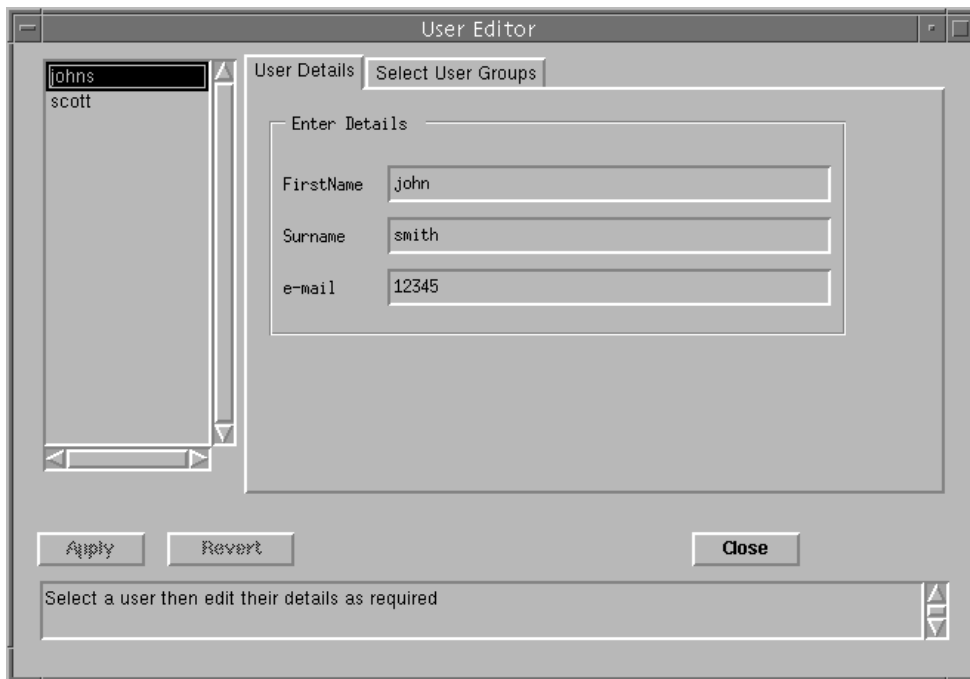 User Editor
johns
scott
User Details
Select User Groups
Enter Details
FirstName
john
Surname
smith
e-mail
12345
Apply
Revert
Close
Select a user then edit their details as required